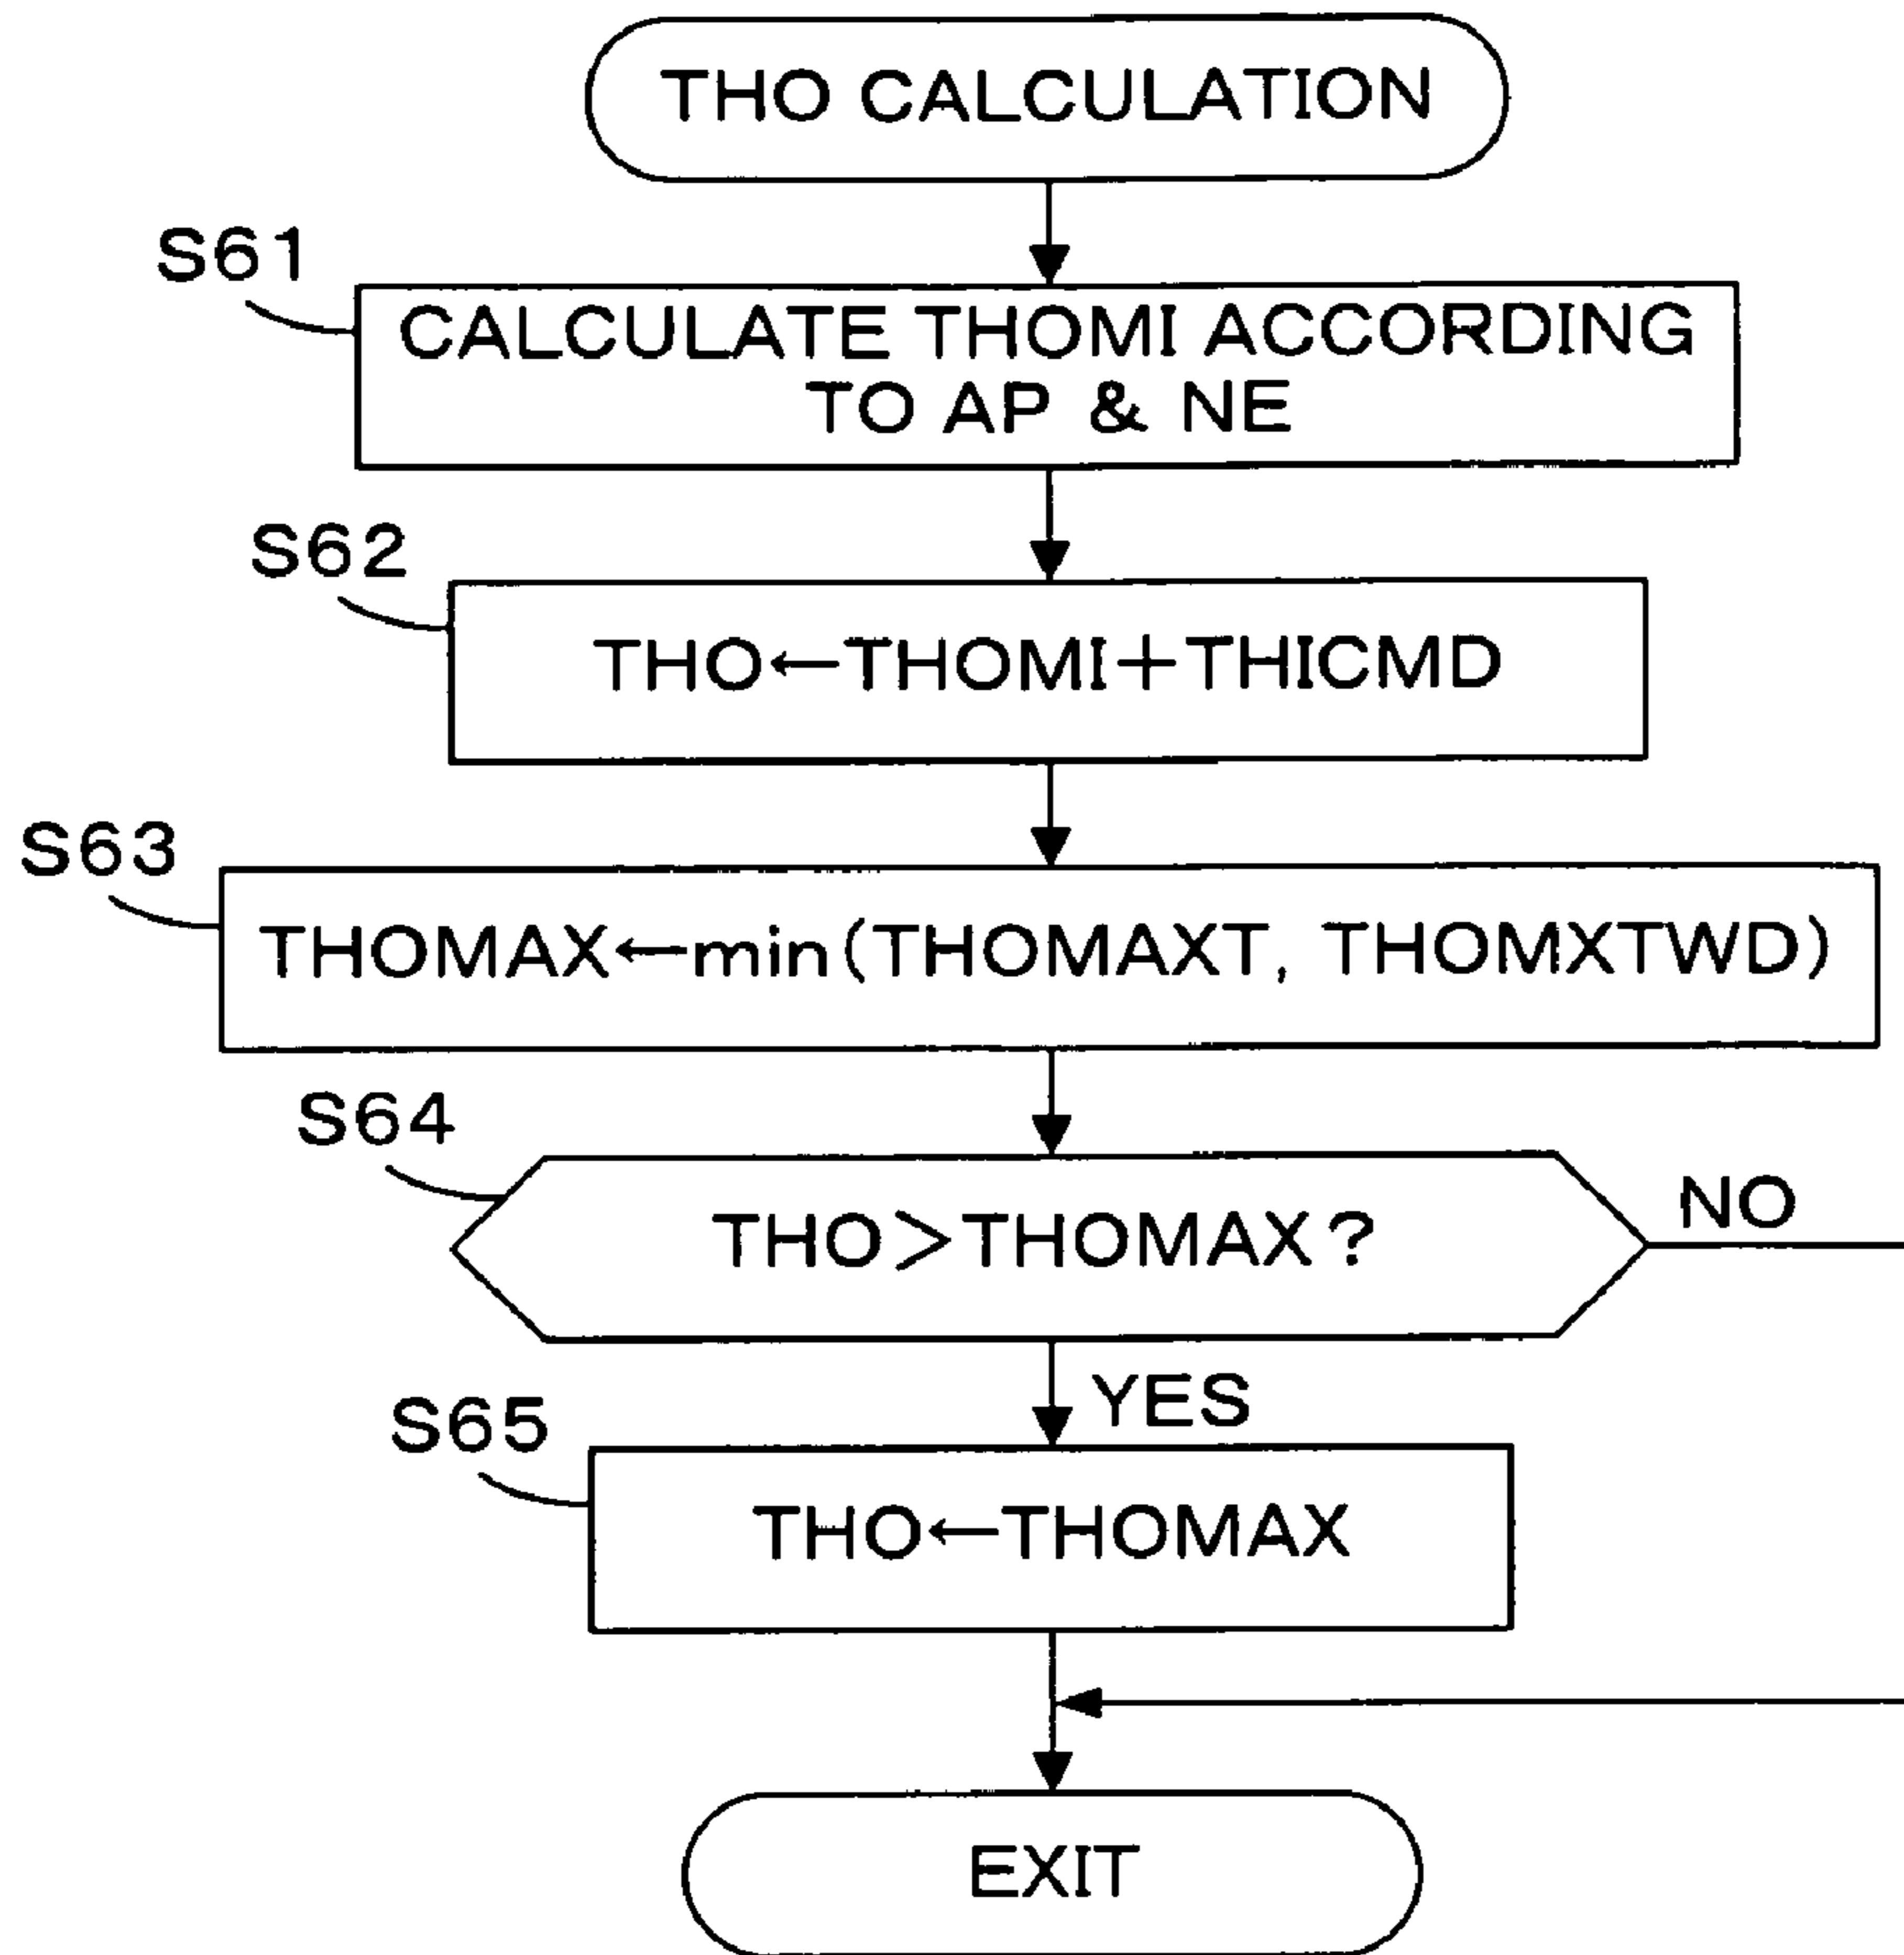 THO CALCULATION
S61
CALCULATE THOMI ACCORDING
TO AP & NE
S62
THO←THOMI+THICMD
S63
THOMAX←min(THOMAXT, THOMXTWD)
S64
THO>THOMAX?
NO
YES
S65
THO←THOMAX
EXIT